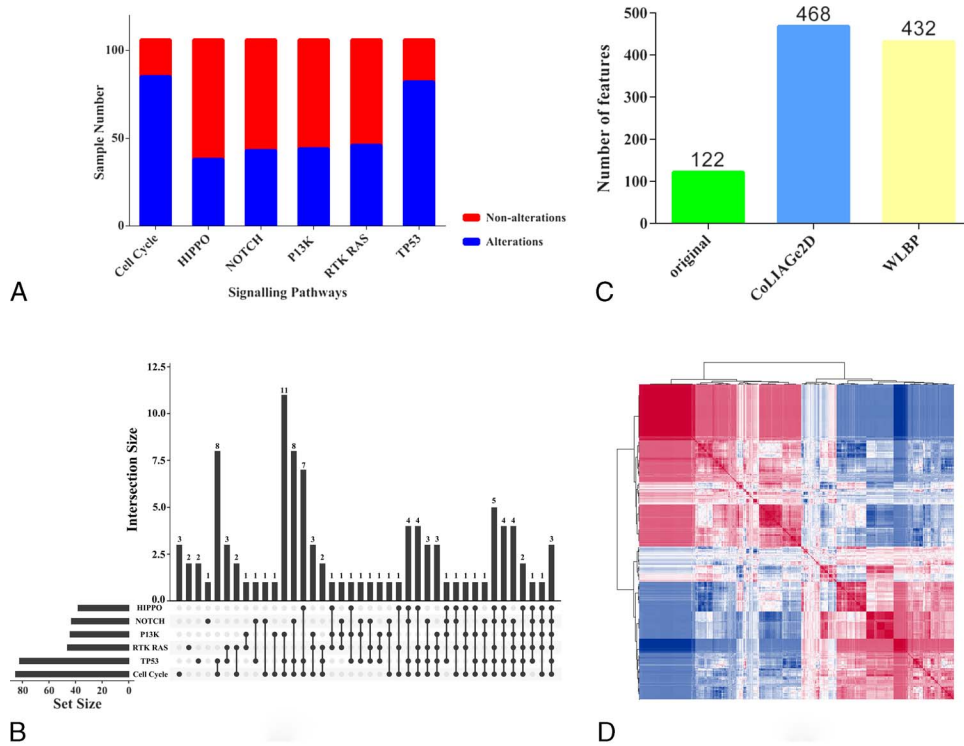 100
50
0
Sample Number
Cell Cycle
HIPPO
NOTCH
P13K
RTK RAS
TP53
Signalling Pathways
Non-alterations
Alterations
A
500
400
300
200
100
0
Number of features
122
468
432
original
CoLIAGe2D
WLBP
C
12.5
10.0
7.5
5.0
2.5
0.0
Intersection Size
3 2 2 1 8 3 2 1 1 1 1 11 8 7 3 2 1 1 1 1 1 1 1 1 4 4 3 3 1 1 1 1 1 5 4 4 2 1 1 3
HIPPO
NOTCH
P13K
RTK RAS
TP53
Cell Cycle
80 60 40 20 0
Set Size
B
D